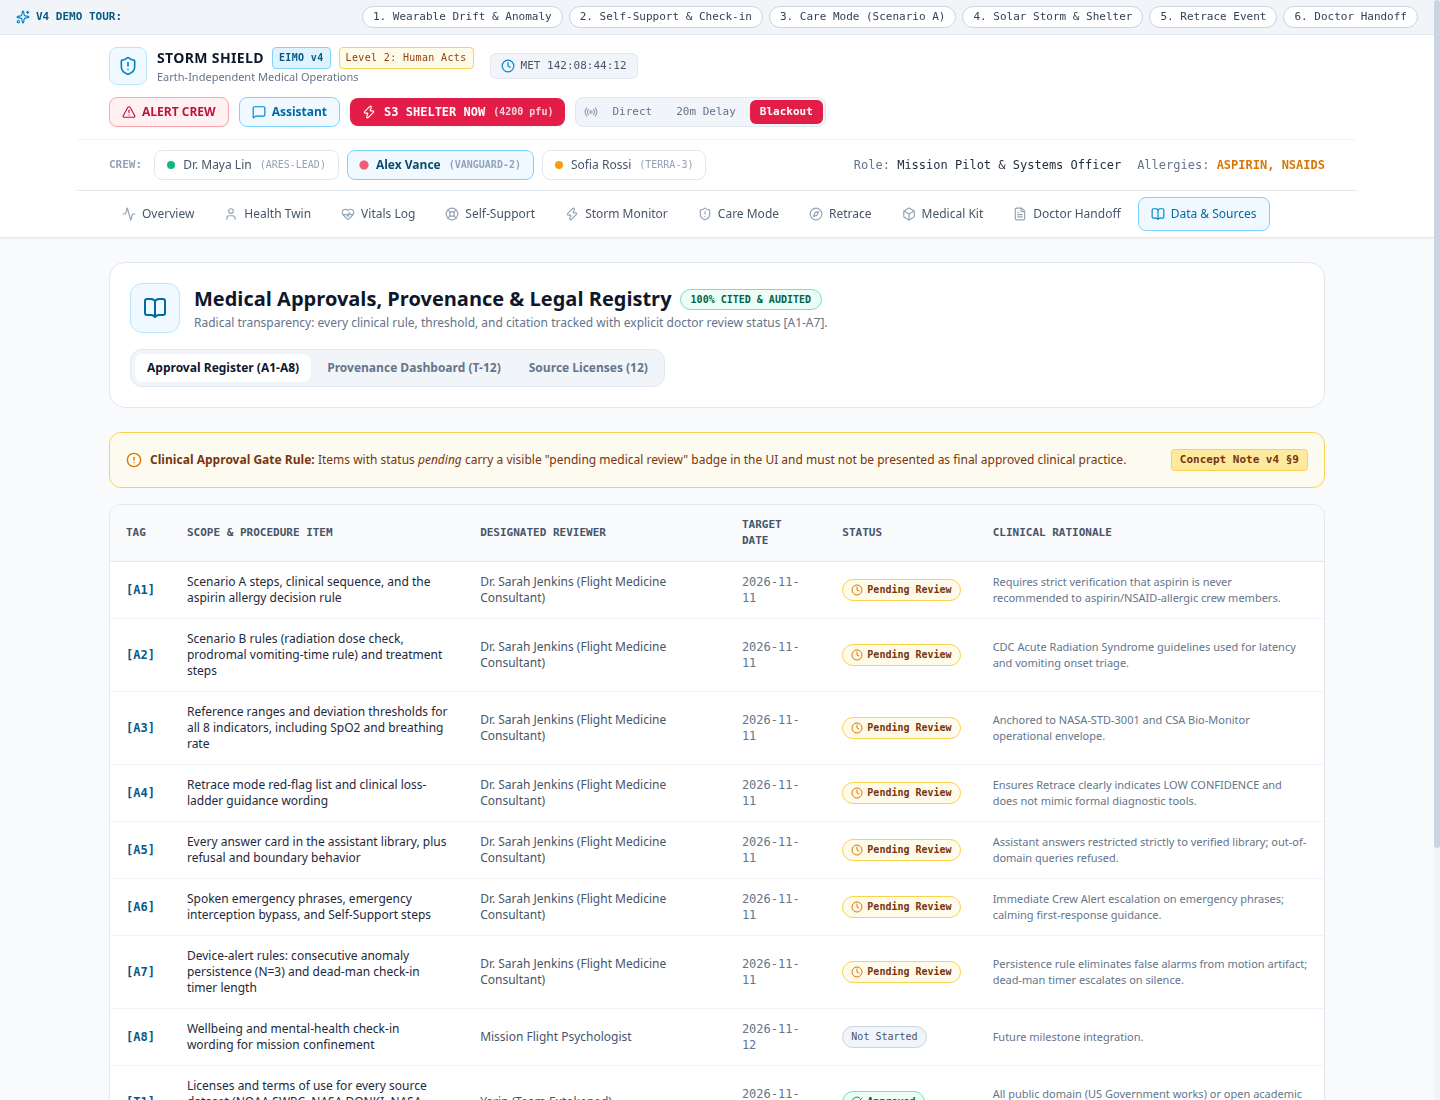 V4 DEMO TOUR:
1. Wearable Drift & Anomaly
2. Self-Support & Check-in
3. Care Mode (Scenario A)
4. Solar Storm & Shelter
5. Retrace Event
6. Doctor Handoff
STORM SHIELD
EIMO v4
Level 2: Human Acts
Earth-Independent Medical Operations
MET 142:08:44:12
ALERT CREW
Assistant
S3 SHELTER NOW (4200 pfu)
Direct
20m Delay
Blackout
CREW:
Dr. Maya Lin (ARES-LEAD)
Alex Vance (VANGUARD-2)
Sofia Rossi (TERRA-3)
Role: Mission Pilot & Systems Officer
Allergies: ASPIRIN, NSAIDS
Overview
Health Twin
Vitals Log
Self-Support
Storm Monitor
Care Mode
Retrace
Medical Kit
Doctor Handoff
Data & Sources
Medical Approvals, Provenance & Legal Registry
100% CITED & AUDITED
Radical transparency: every clinical rule, threshold, and citation tracked with explicit doctor review status [A1-A7].
Approval Register (A1-A8)
Provenance Dashboard (T-12)
Source Licenses (12)
Clinical Approval Gate Rule: Items with status pending carry a visible "pending medical review" badge in the UI and must not be presented as final approved clinical practice.
Concept Note v4 §9
TAG
SCOPE & PROCEDURE ITEM
DESIGNATED REVIEWER
TARGET
DATE
STATUS
CLINICAL RATIONALE
[A1]
Scenario A steps, clinical sequence, and the
aspirin allergy decision rule
Dr. Sarah Jenkins (Flight Medicine
Consultant)
2026-11-
11
Pending Review
Requires strict verification that aspirin is never
recommended to aspirin/NSAID-allergic crew members.
[A2]
Scenario B rules (radiation dose check,
prodromal vomiting-time rule) and treatment
steps
Dr. Sarah Jenkins (Flight Medicine
Consultant)
2026-11-
11
Pending Review
CDC Acute Radiation Syndrome guidelines used for latency
and vomiting onset triage.
[A3]
Reference ranges and deviation thresholds for
all 8 indicators, including SpO2 and breathing
rate
Dr. Sarah Jenkins (Flight Medicine
Consultant)
2026-11-
11
Pending Review
Anchored to NASA-STD-3001 and CSA Bio-Monitor
operational envelope.
[A4]
Retrace mode red-flag list and clinical loss-
ladder guidance wording
Dr. Sarah Jenkins (Flight Medicine
Consultant)
2026-11-
11
Pending Review
Ensures Retrace clearly indicates LOW CONFIDENCE and
does not mimic formal diagnostic tools.
[A5]
Every answer card in the assistant library, plus
refusal and boundary behavior
Dr. Sarah Jenkins (Flight Medicine
Consultant)
2026-11-
11
Pending Review
Assistant answers restricted strictly to verified library; out-of-
domain queries refused.
[A6]
Spoken emergency phrases, emergency
interception bypass, and Self-Support steps
Dr. Sarah Jenkins (Flight Medicine
Consultant)
2026-11-
11
Pending Review
Immediate Crew Alert escalation on emergency phrases;
calming first-response guidance.
[A7]
Device-alert rules: consecutive anomaly
persistence (N=3) and dead-man check-in
timer length
Dr. Sarah Jenkins (Flight Medicine
Consultant)
2026-11-
11
Pending Review
Persistence rule eliminates false alarms from motion artifact;
dead-man timer escalates on silence.
[A8]
Wellbeing and mental-health check-in
wording for mission confinement
Mission Flight Psychologist
2026-11-
12
Not Started
Future milestone integration.
Licenses and terms of use for every source
2026-11-
All public domain (US Government works) or open academic